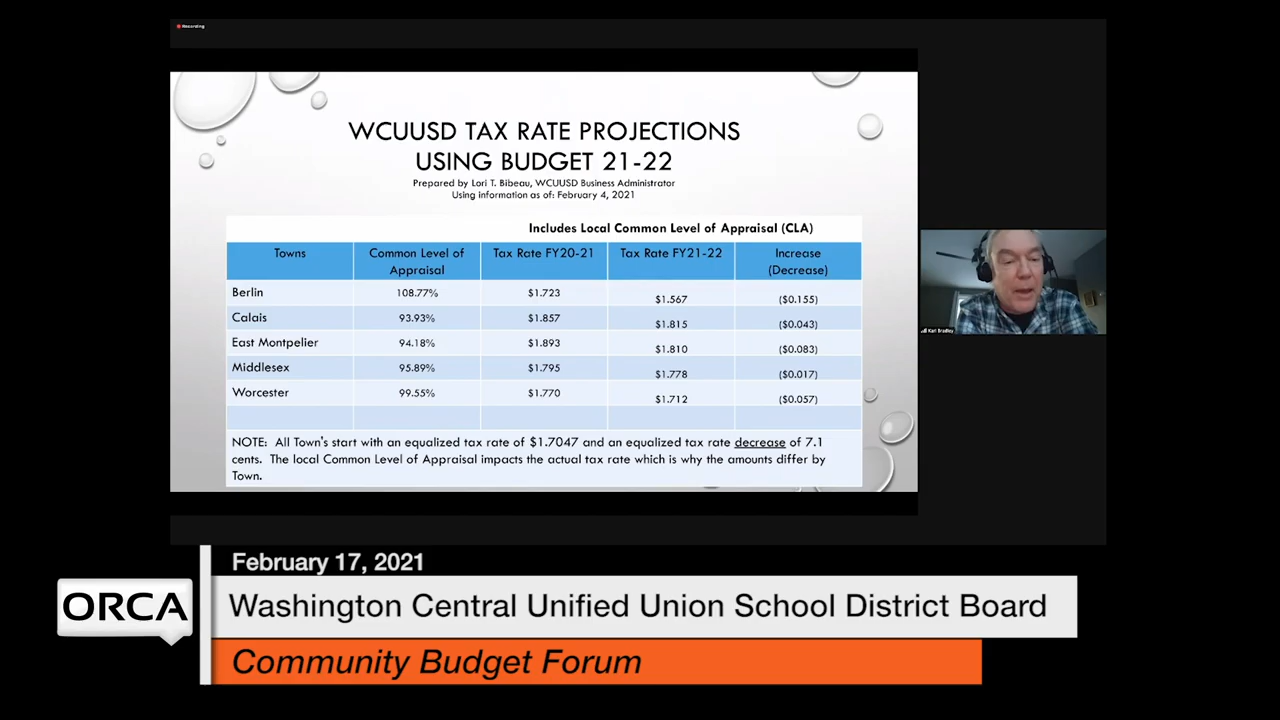 Recording
WCUUSD TAX RATE PROJECTIONS
USING BUDGET 21-22
Prepared by Lori T. Bibeau, WCUUSD Business Administrator
Using information as of: February 4, 2021
Includes Local Common Level of Appraisal (CLA)
Towns Common Level of Appraisal Tax Rate FY20-21 Tax Rate FY21-22 Increase (Decrease)
Berlin 108.77% $1.723 $1.567 ($0.155)
Calais 93.93% $1.857 $1.815 ($0.043)
East Montpelier 94.18% $1.893 $1.810 ($0.083)
Middlesex 95.89% $1.795 $1.778 ($0.017)
Worcester 99.55% $1.770 $1.712 ($0.057)
NOTE: All Town's start with an equalized tax rate of $1.7047 and an equalized tax rate decrease of 7.1
cents. The local Common Level of Appraisal impacts the actual tax rate which is why the amounts differ by
Town.
Karl Bradley
February 17, 2021
ORCA
Washington Central Unified Union School District Board
Community Budget Forum